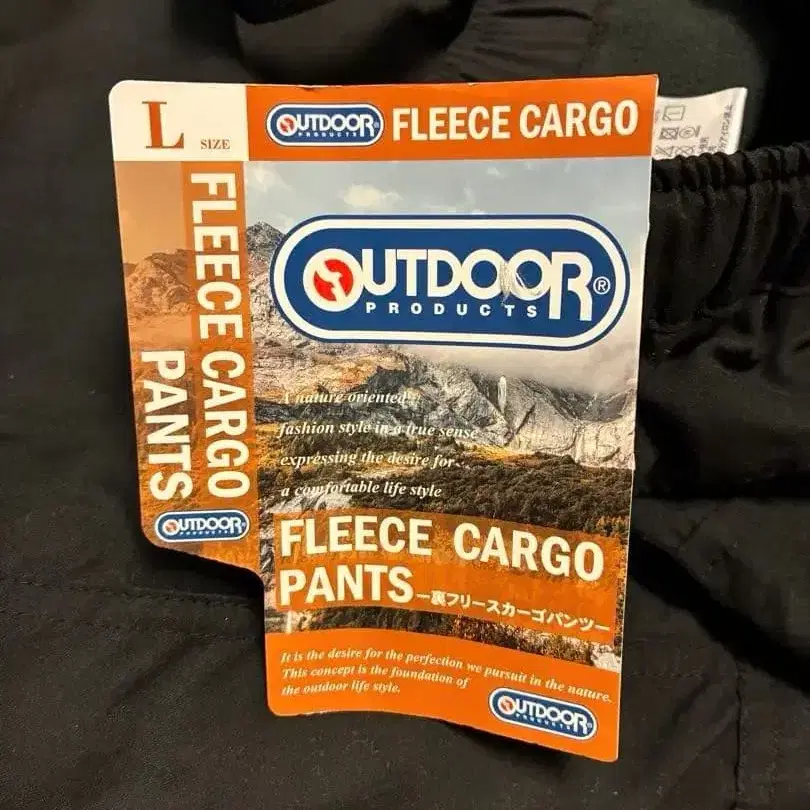 L SIZE
OUTDOOR PRODUCTS® FLEECE CARGO
FLEECE CARGO
PANTS
OUTDOOR PRODUCTS®
OUTDOOR®
PRODUCTS
A nature oriented
fashion style in a true sense
expressing the desire for
a comfortable life style
FLEECE CARGO
PANTS ー裏フリースカーゴパンツー
It is the desire for the perfection we pursuit in the nature.
This concept is the foundation of
the outdoor life style.
OUTDOOR PRODUCTS®